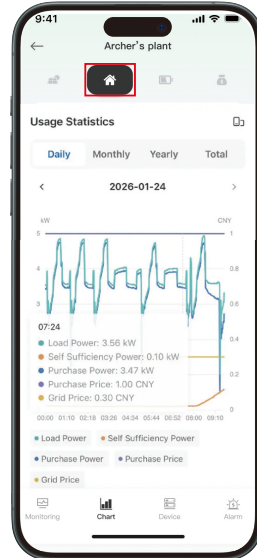 9:41
Archer's plant
Usage Statistics
Daily Monthly Yearly Total
2026-01-24
kW CNY
5 1
4 0.8
3 0.6
0.4
0.2
0
07:24
Load Power: 3.56 kW
Self Sufficiency Power: 0.10 kW
Purchase Power: 3.47 kW
Purchase Price: 1.00 CNY
Grid Price: 0.30 CNY
00:00 01:10 02:18 03:26 04:34 05:44 06:52 08:00 09:10
Load Power Self Sufficiency Power
Purchase Power Purchase Price
Grid Price
Monitoring Chart Device Alarm